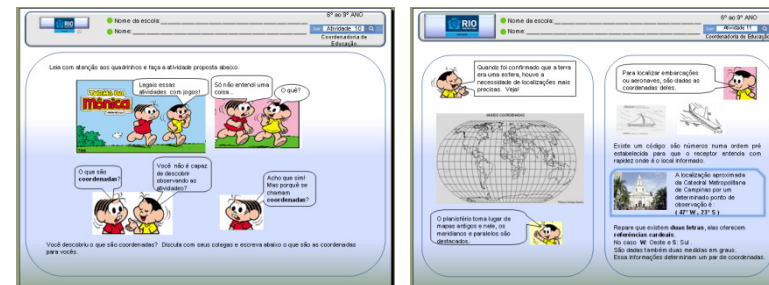 RIO
Nome da escola:
Nome:
6º ao 9º ANO
Atividade 10
Coordenadoria de
Educação
Leia com atenção aos quadrinhos e faça a atividade proposta abaixo.
TURMA DA
Mônica
Legais essas
atividades com jogos!
Só não entendi uma
coisa...
O quê?
O que são
coordenadas?
Você não é capaz
de descobrir
observando as
atividades?
Acho que sim!
Mas porquê se
chamam
coordenadas?
Você descobriu o que são coordenadas? Discuta com seus colegas e escreva abaixo o que são as coordenadas
para vocês.
RIO
Nome da escola:
Nome:
6º ao 9º ANO
Atividade 11
Coordenadoria de Educação
Quando foi confirmado que a terra
era uma esfera, houve a
necessidade de localizações mais
precisas. Veja!
MUNDO COORDENADAS
O planisfério toma lugar de
mapas antigos e nele, os
meridianos e paralelos são
destacados.
Para localizar embarcações
ou aeronaves, são dadas as
coordenadas deles.
Existe um código: são números numa ordem pré
estabelecida para que o receptor entenda com
rapidez onde é o local informado.
A localização aproximada
da Catedral Metropolitana
de Campinas por um
determinado ponto de
observação é :
( 47° W , 23° S )
Repare que existem duas letras, elas oferecem
referências cardeais.
No caso W: Oeste e S: Sul .
São dadas também duas medidas em graus.
Essa informações determinam um par de coordenadas.